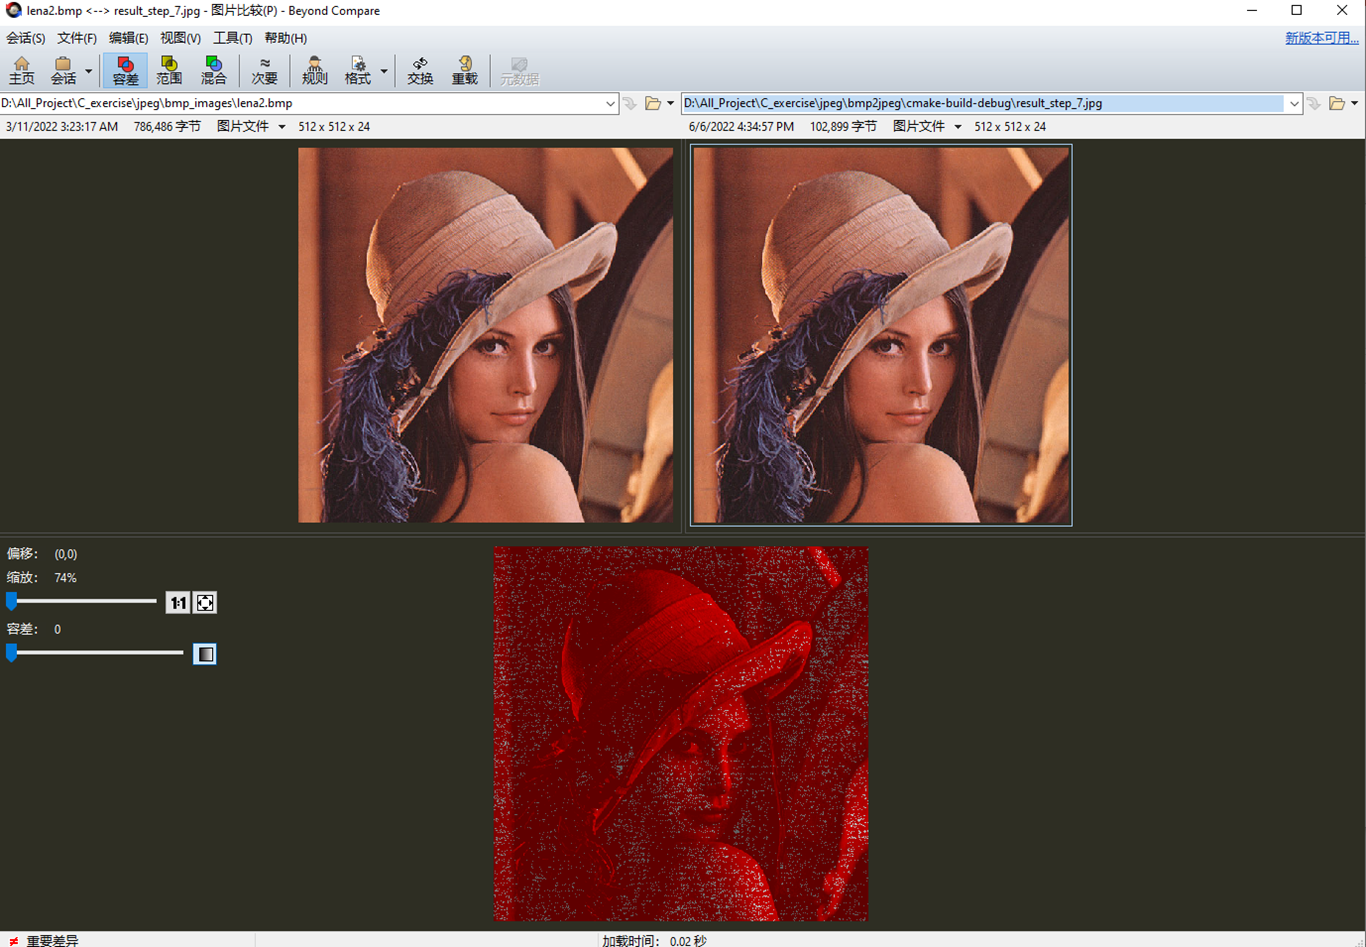 lena2.bmp <--> result_step_7.jpg - 图片比较(P) - Beyond Compare
会话(S) 文件(F) 编辑(E) 视图(V) 工具(T) 帮助(H) 新版本可用...
主页 会话 容差 范围 混合 次要 规则 格式 交换 重载 元数据
D:\All_Project\C_exercise\jpeg\bmp_images\lena2.bmp D:\All_Project\C_exercise\jpeg\bmp2jpeg\cmake-build-debug\result_step_7.jpg
3/11/2022 3:23:17 AM 786,486 字节 图片文件 512 x 512 x 24 6/6/2022 4:34:57 PM 102,899 字节 图片文件 512 x 512 x 24
偏移: (0,0)
缩放: 74%
1:1
容差: 0
重要差异 加载时间: 0.02 秒